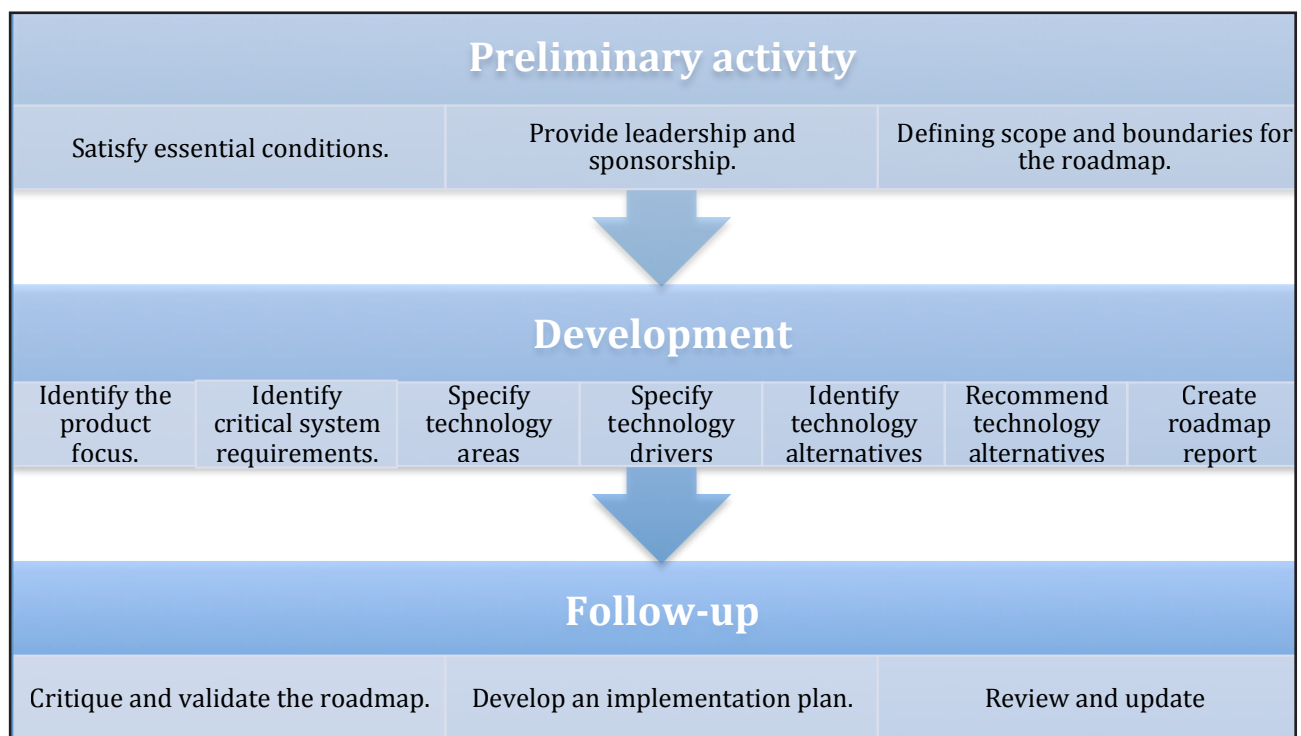 Preliminary activity
Satisfy essential conditions.
Provide leadership and
sponsorship.
Defining scope and boundaries for
the roadmap.
Development
Identify the
product
focus.
Identify
critical system
requirements.
Specify
technology
areas
Specify
technology
drivers
Identify
technology
alternatives
Recommend
technology
alternatives
Create
roadmap
report
Follow-up
Critique and validate the roadmap.
Develop an implementation plan.
Review and update